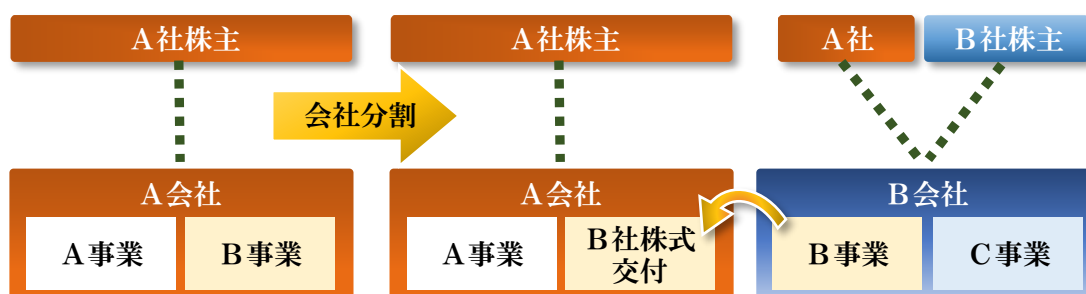 A社株主
A社株主
A社
B社株主
会社分割
A会社
A会社
B会社
A事業
B事業
A事業
B社株式
交付
B事業
C事業